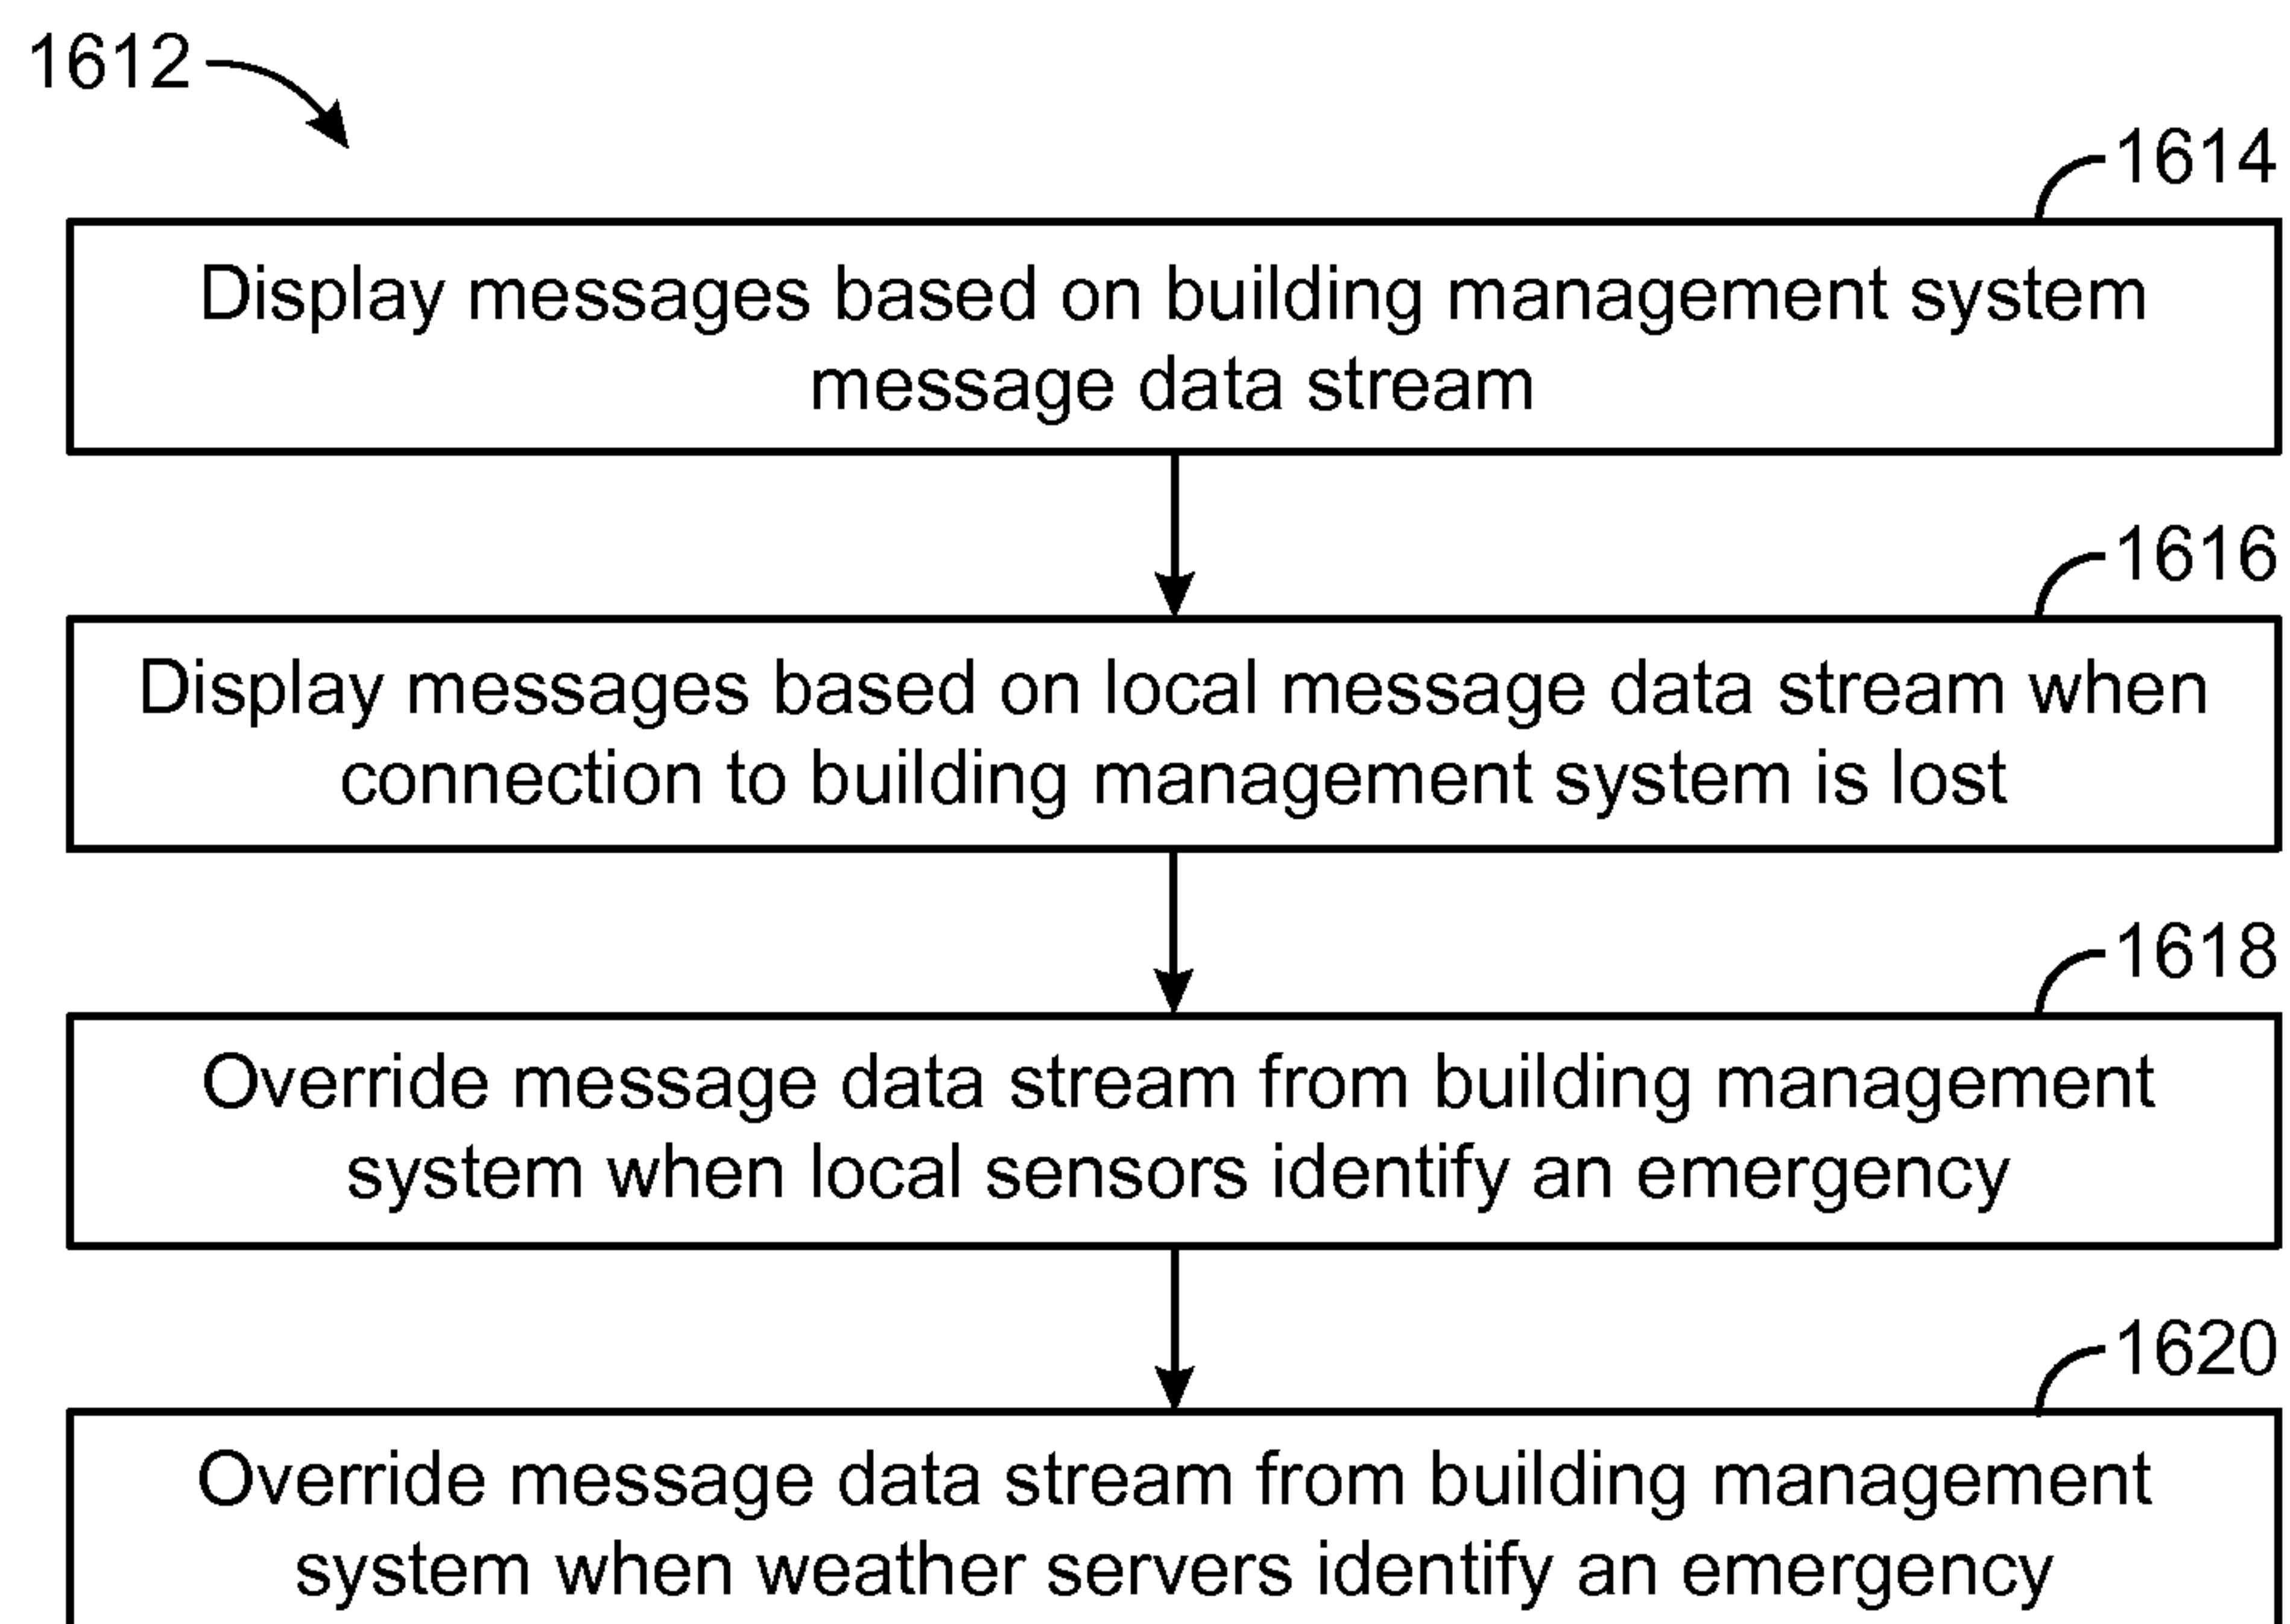 1612
1614
Display messages based on building management system
message data stream
1616
Display messages based on local message data stream when
connection to building management system is lost
1618
Override message data stream from building management
system when local sensors identify an emergency
1620
Override message data stream from building management
system when weather servers identify an emergency